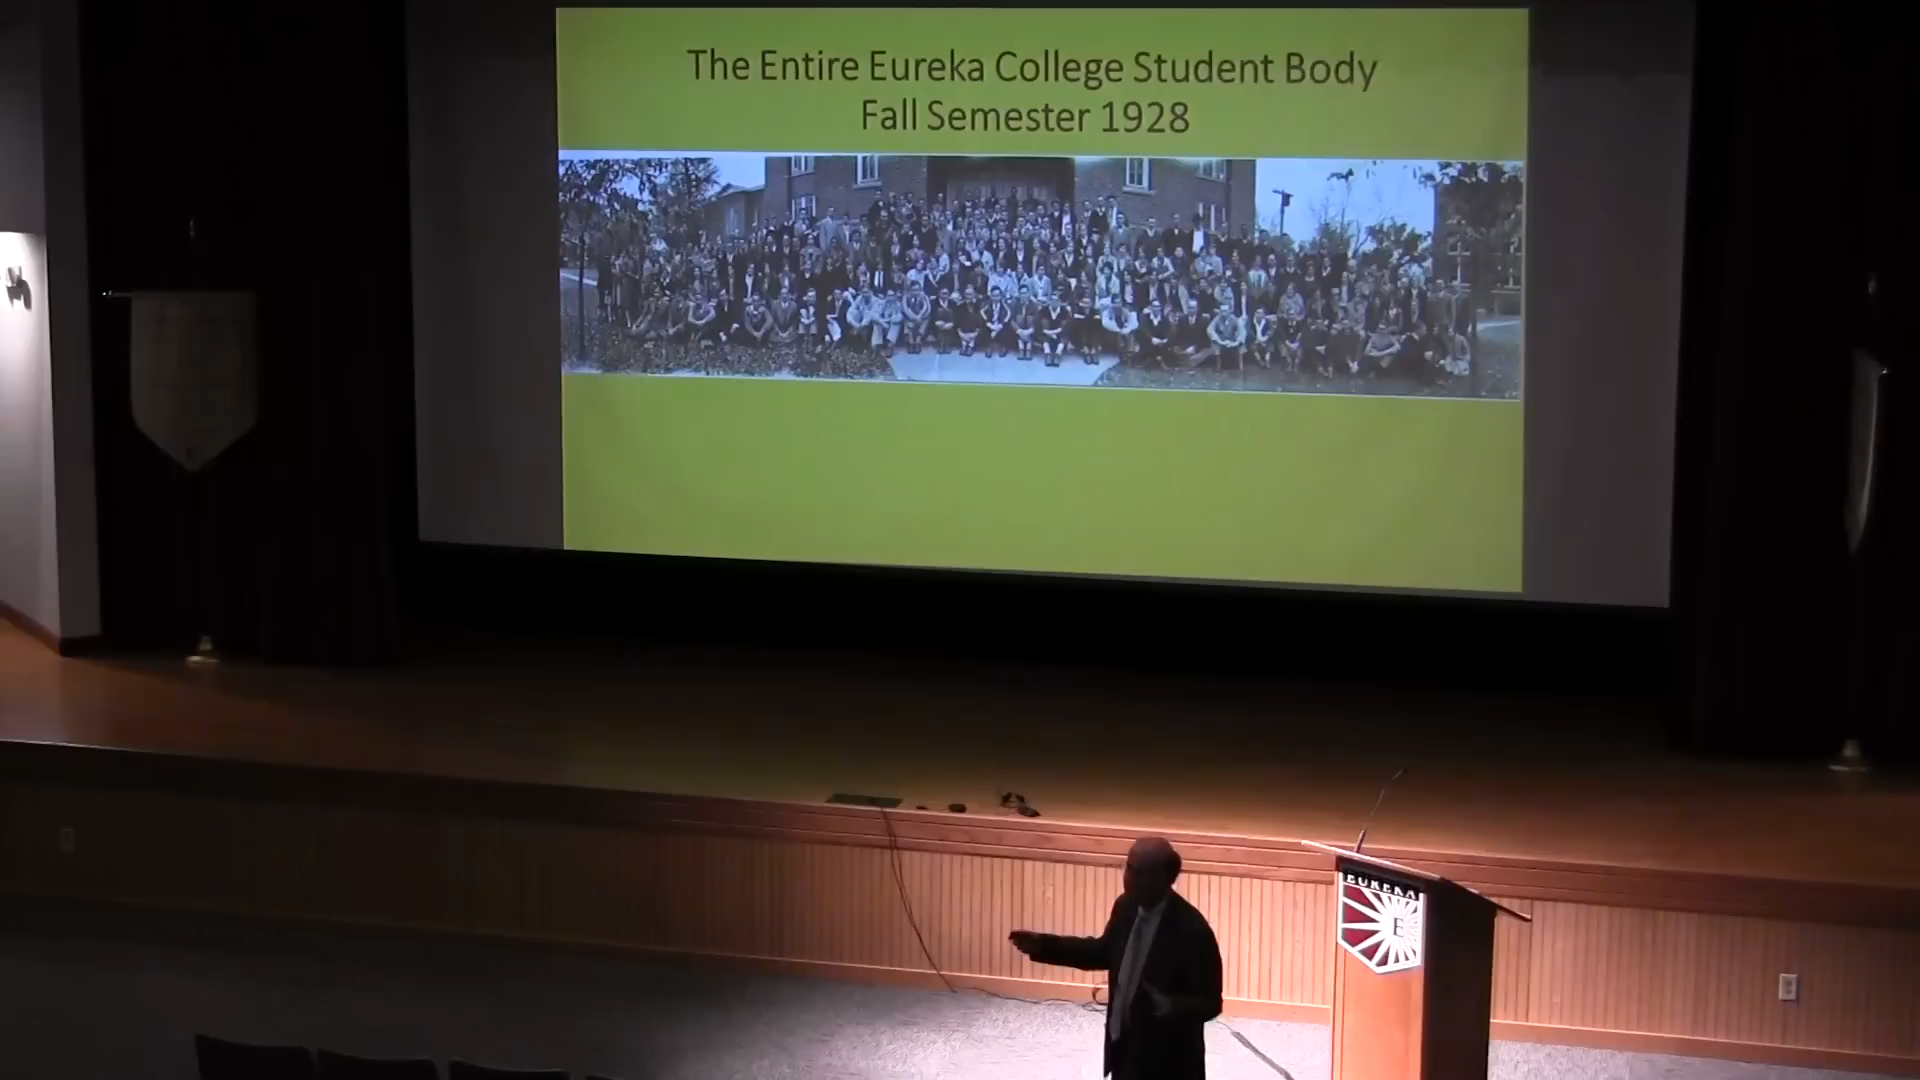 The Entire Eureka College Student Body
Fall Semester 1928
EUREKA
E